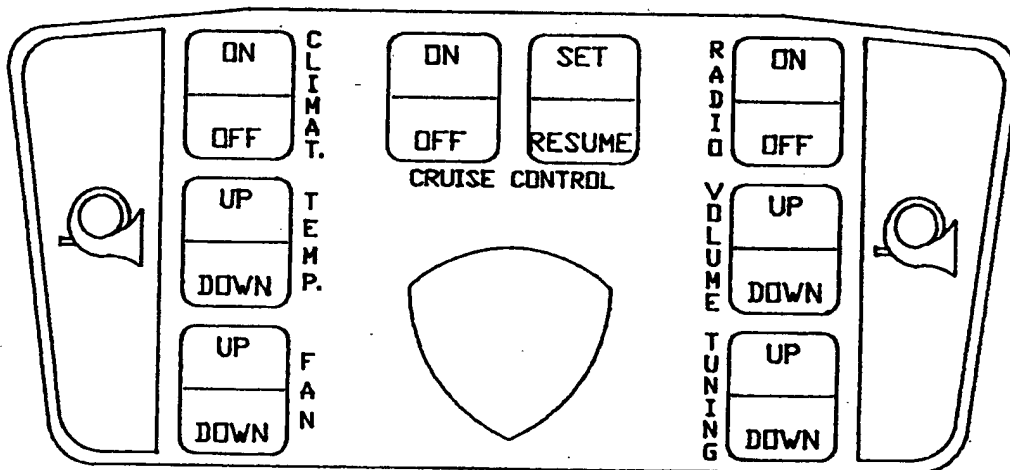 ON
OFF
CLIMAT.
ON
OFF
SET
RESUME
CRUISE CONTROL
RADIO
ON
OFF
UP
DOWN
TEMP.
VOLUME
UP
DOWN
UP
DOWN
FAN
TUNING
UP
DOWN